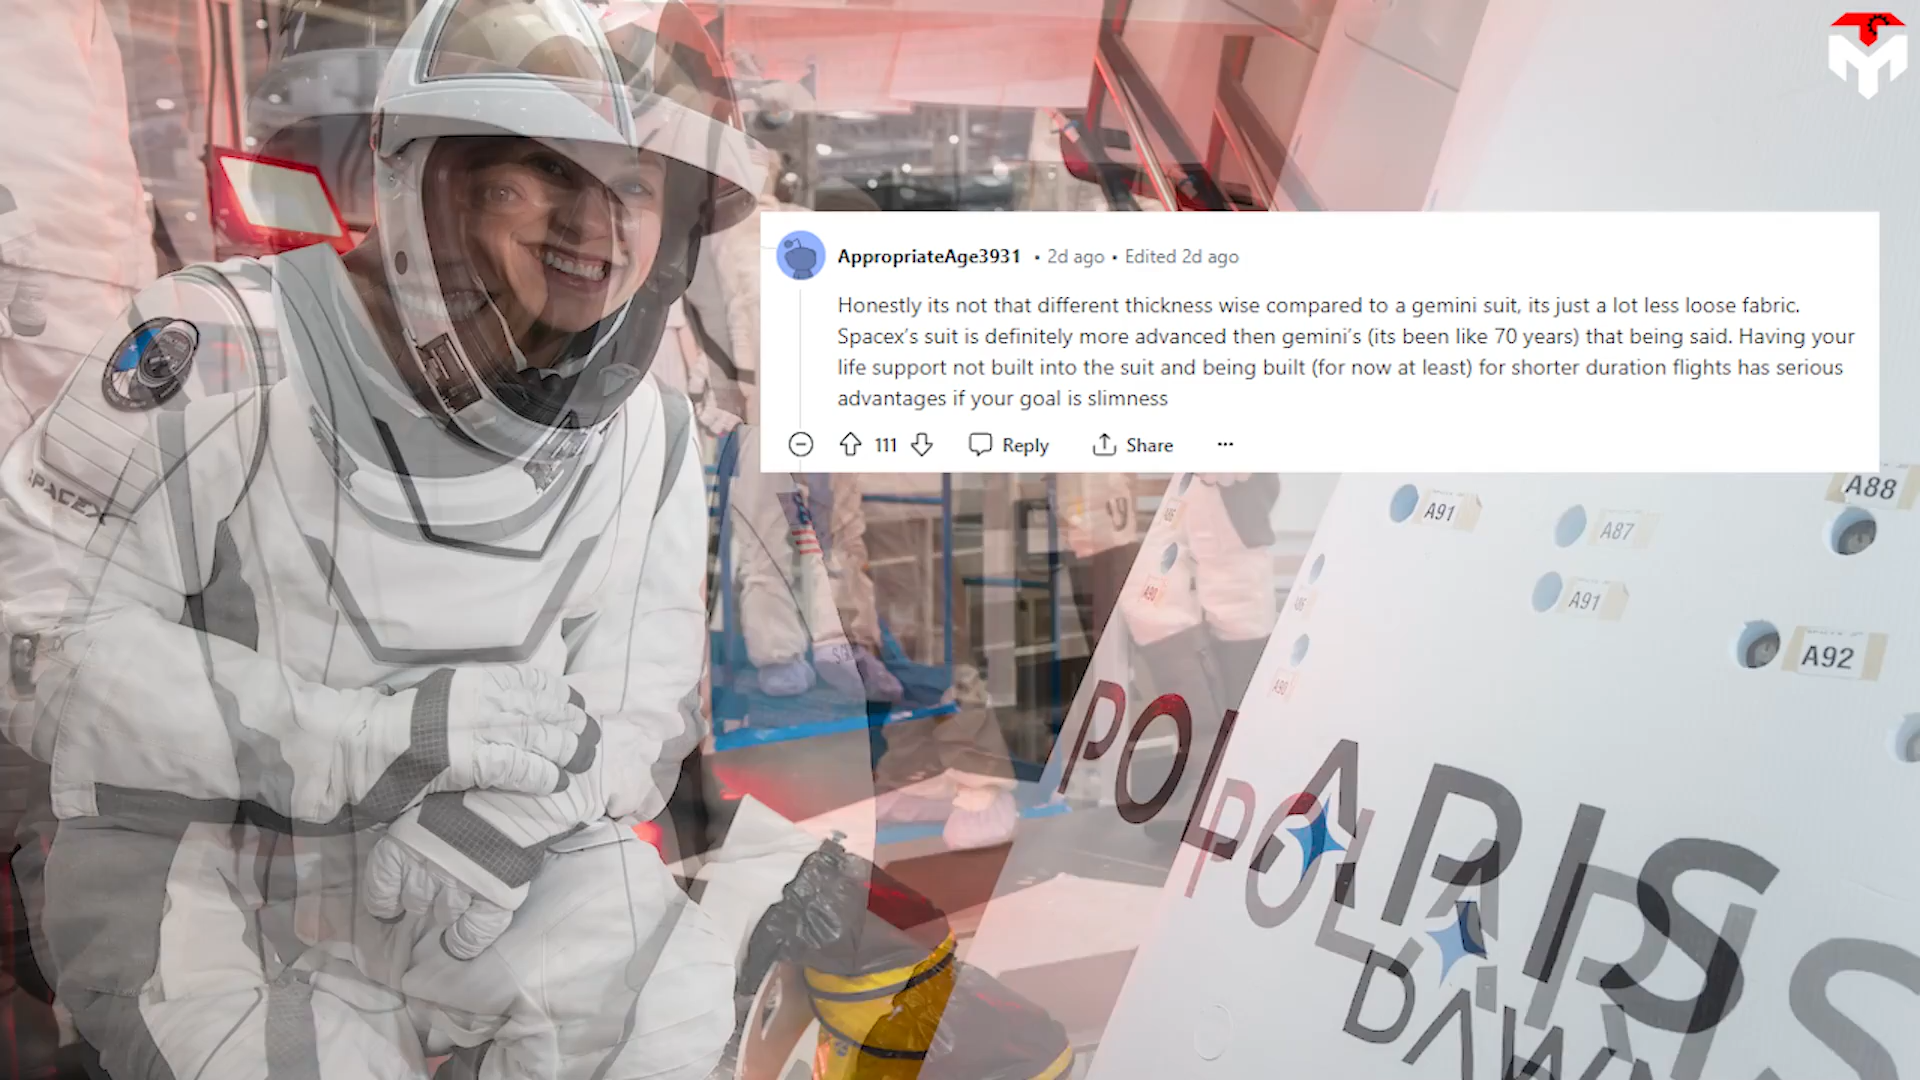 AppropriateAge3931 • 2d ago • Edited 2d ago
Honestly its not that different thickness wise compared to a gemini suit, its just a lot less loose fabric.
Spacex's suit is definitely more advanced then gemini's (its been like 70 years) that being said. Having your
life support not built into the suit and being built (for now at least) for shorter duration flights has serious
advantages if your goal is slimness
111 Reply Share ···
SPACEX
A88
A91
A87
A91
A92
A90
A90
POLARIS
POLARIS
DAWN